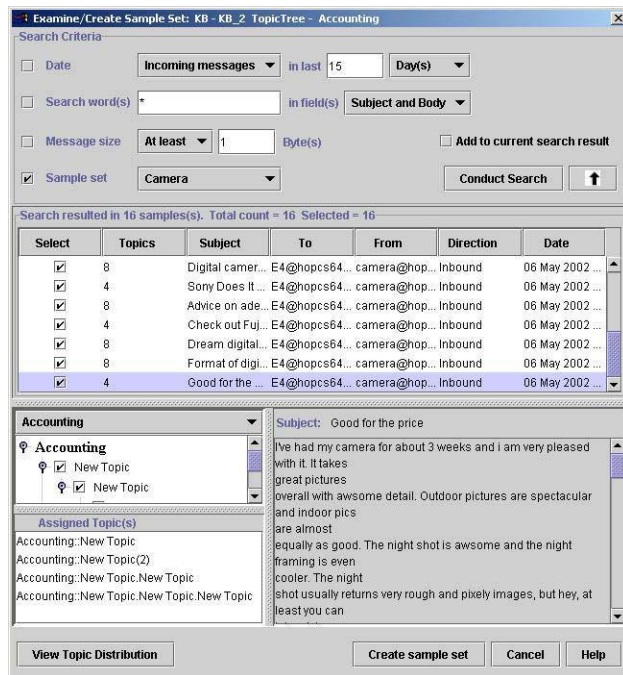 Examine/Create Sample Set: KB - KB_2 TopicTree - Accounting
Search Criteria
Date Incoming messages in last 15 Day(s)
Search word(s) * in field(s) Subject and Body
Message size At least 1 Byte(s) Add to current search result
Sample set Camera Conduct Search
Search resulted in 16 samples(s). Total count = 16 Selected = 16
Select Topics Subject To From Direction Date
8 Digital camer... E4@hopcs64... camera@hop... Inbound 06 May 2002 ...
4 Sony Does It ... E4@hopcs64... camera@hop... Inbound 06 May 2002 ...
8 Advice on ade... E4@hopcs64... camera@hop... Inbound 06 May 2002 ...
4 Check out Fuj... E4@hopcs64... camera@hop... Inbound 06 May 2002 ...
8 Dream digital... E4@hopcs64... camera@hop... Inbound 06 May 2002 ...
8 Format of digi... E4@hopcs64... camera@hop... Inbound 06 May 2002 ...
4 Good for the ... E4@hopcs64... camera@hop... Inbound 06 May 2002 ...
Accounting
Accounting
New Topic
New Topic
Assigned Topic(s)
Accounting::New Topic
Accounting::New Topic(2)
Accounting::New Topic.New Topic
Accounting::New Topic.New Topic.New Topic
Subject: Good for the price
I've had my camera for about 3 weeks and i am very pleased
with it. It takes
great pictures
overall with awsome detail. Outdoor pictures are spectacular
and indoor pics
are almost
equally as good. The night shot is awsome and the night
framing is even
cooler. The night
shot usually returns very rough and pixely images, but hey, at
least you can
View Topic Distribution Create sample set Cancel Help